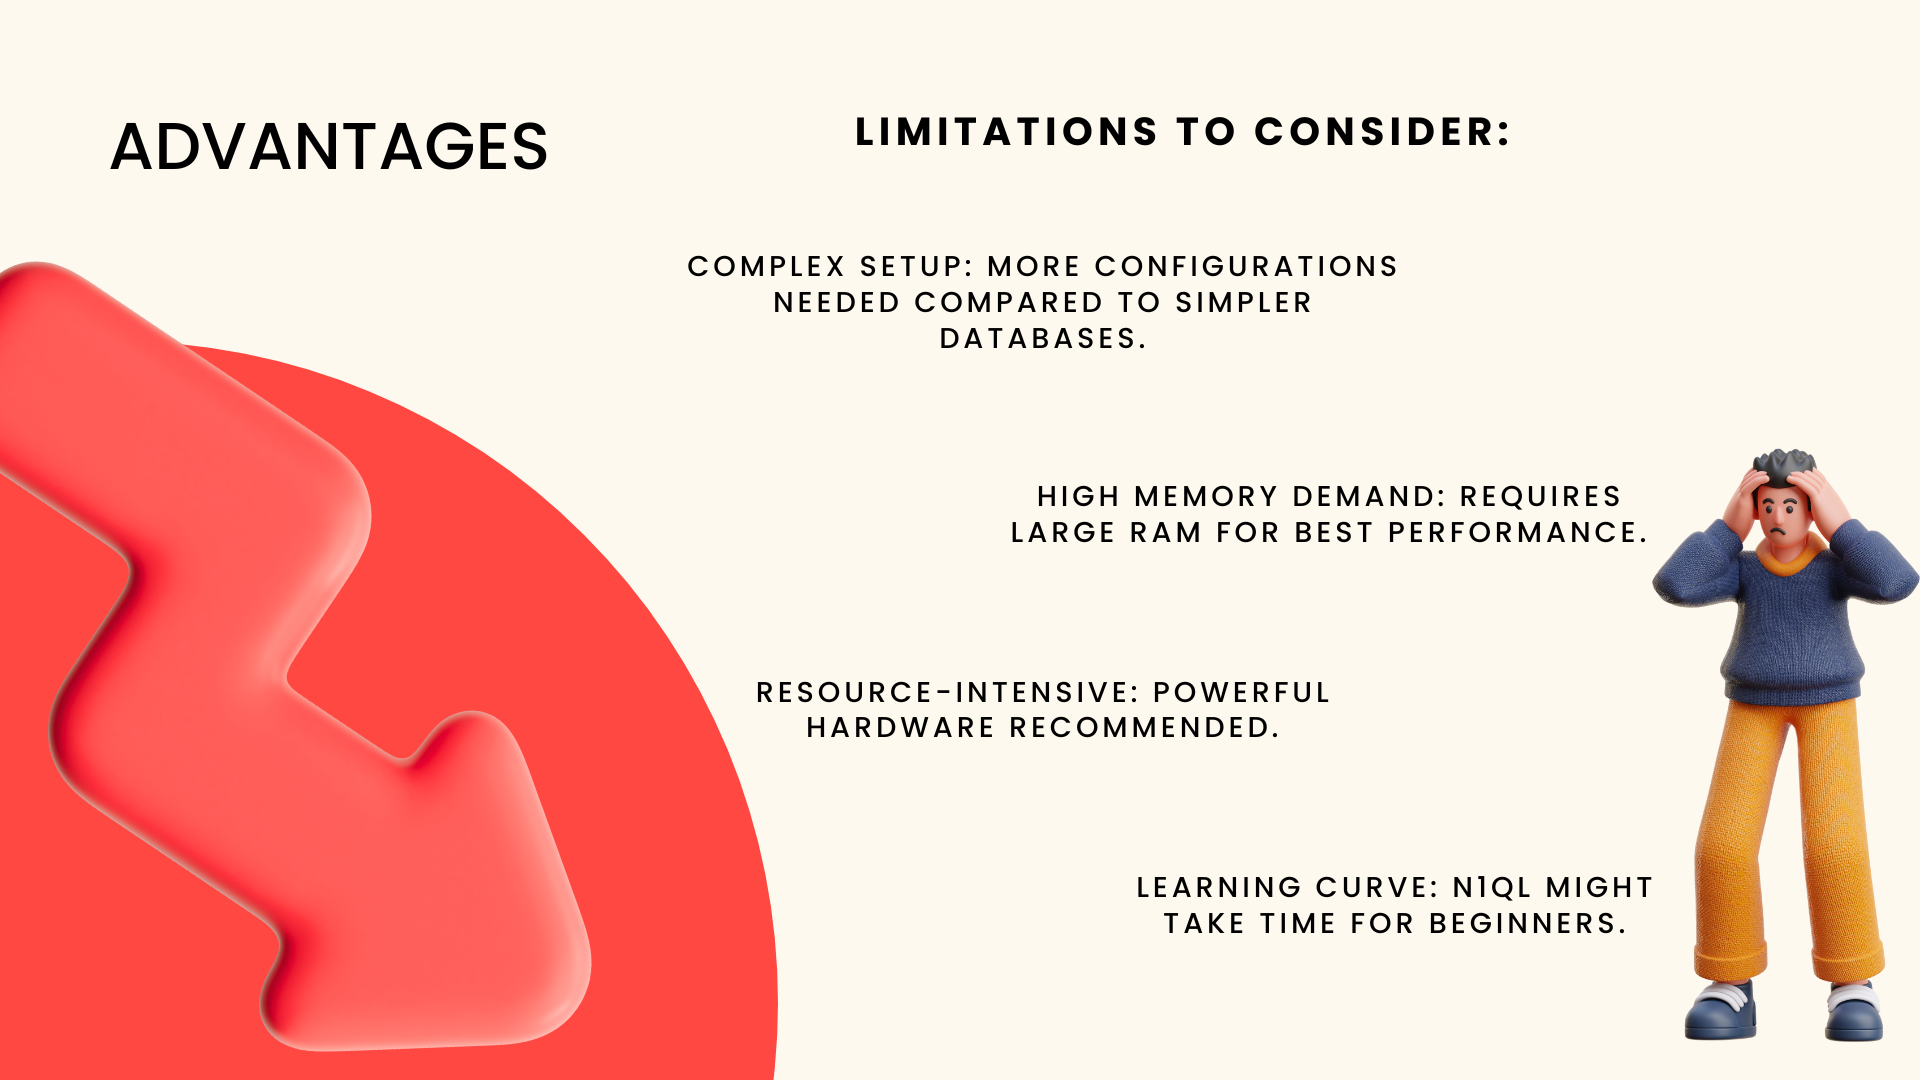 ADVANTAGES
LIMITATIONS TO CONSIDER:
COMPLEX SETUP: MORE CONFIGURATIONS
NEEDED COMPARED TO SIMPLER
DATABASES.
HIGH MEMORY DEMAND: REQUIRES
LARGE RAM FOR BEST PERFORMANCE.
RESOURCE-INTENSIVE: POWERFUL
HARDWARE RECOMMENDED.
LEARNING CURVE: N1QL MIGHT
TAKE TIME FOR BEGINNERS.